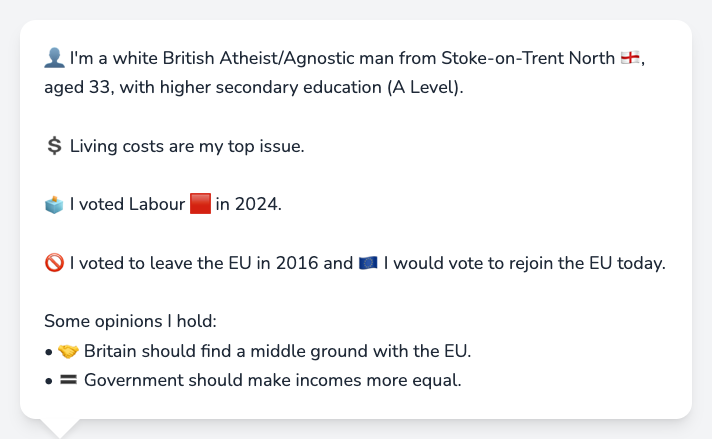 👤 I'm a white British Atheist/Agnostic man from Stoke-on-Trent North 🏴󠁧󠁢󠁥󠁮󠁧󠁿,
aged 33, with higher secondary education (A Level).
💲 Living costs are my top issue.
🗳️ I voted Labour 🟥 in 2024.
🚫 I voted to leave the EU in 2016 and 🇪🇺 I would vote to rejoin the EU today.
Some opinions I hold:
• 🤝 Britain should find a middle ground with the EU.
• 🟰 Government should make incomes more equal.